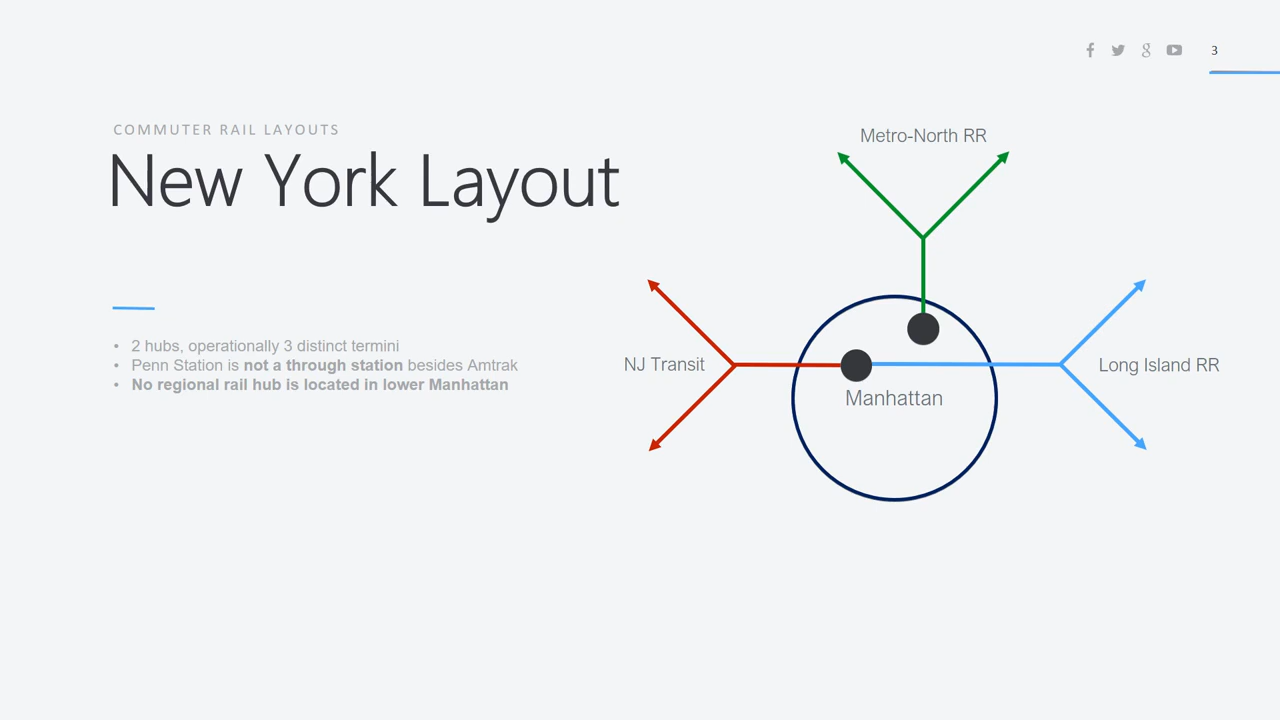 3
COMMUTER RAIL LAYOUTS
New York Layout
• 2 hubs, operationally 3 distinct termini
• Penn Station is not a through station besides Amtrak
• No regional rail hub is located in lower Manhattan
Metro-North RR
NJ Transit
Long Island RR
Manhattan